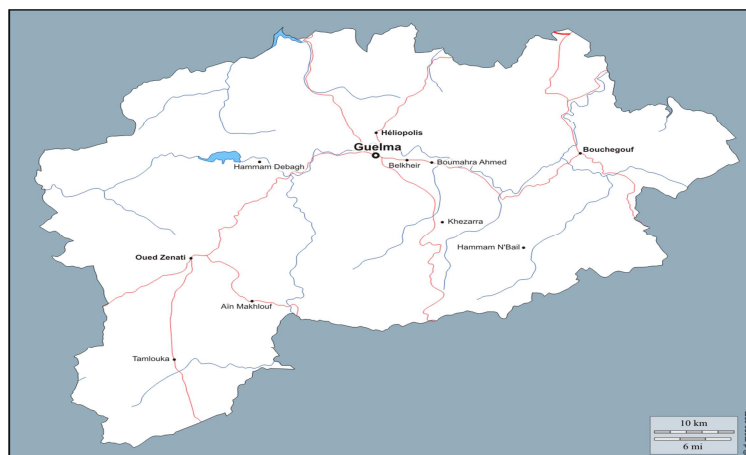 Héliopolis
Guelma
Bouchegouf
Belkheir
Boumahra Ahmed
Hammam Debagh
Khezarra
Hammam N'Bail
Oued Zenati
Aïn Makhlouf
Tamlouka
10 km
6 mi